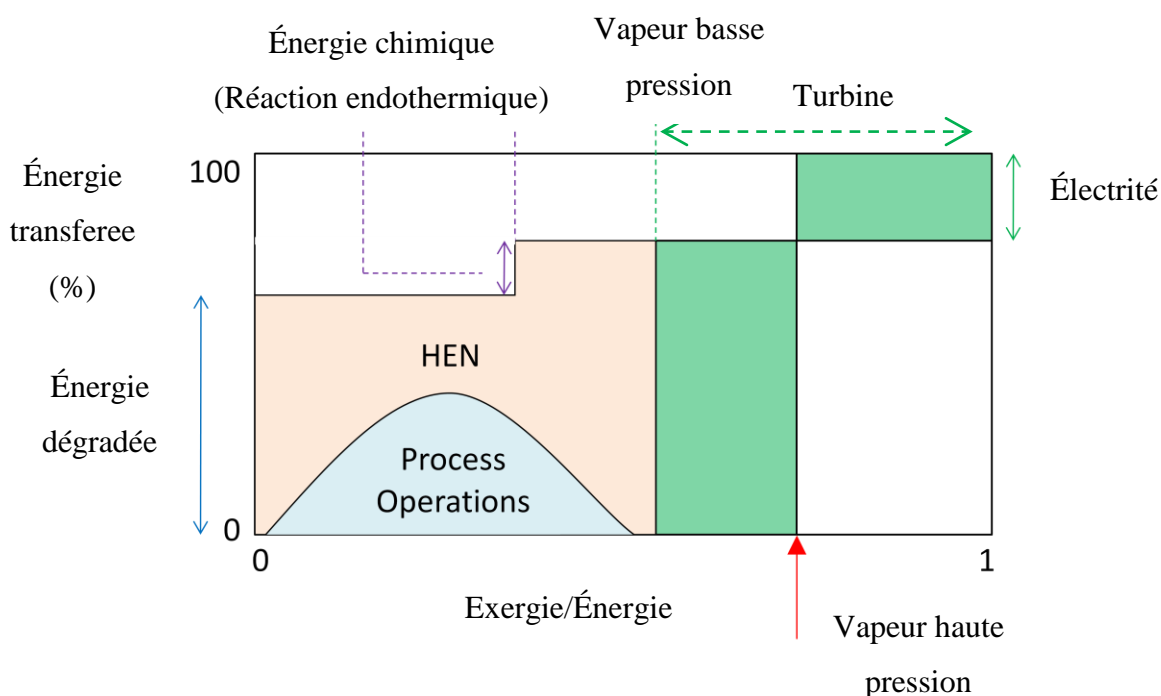 Énergie chimique
(Réaction endothermique)
Vapeur basse
pression
Turbine
Énergie
transferee
(%)
100
Électrité
HEN
Énergie
dégradée
Process
Operations
0
0
1
Exergie/Énergie
Vapeur haute
pression